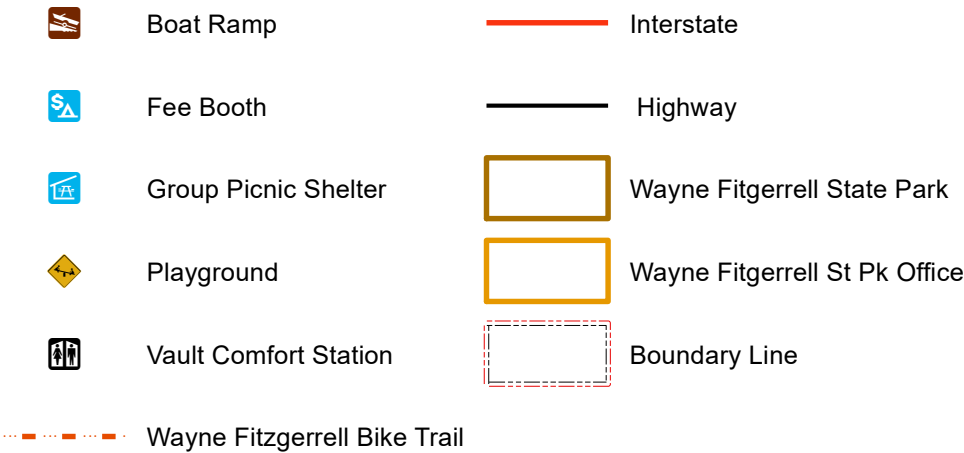 Boat Ramp
Interstate
Fee Booth
Highway
Group Picnic Shelter
Wayne Fitgerrell State Park
Playground
Wayne Fitgerrell St Pk Office
Vault Comfort Station
Boundary Line
Wayne Fitzgerrell Bike Trail
$